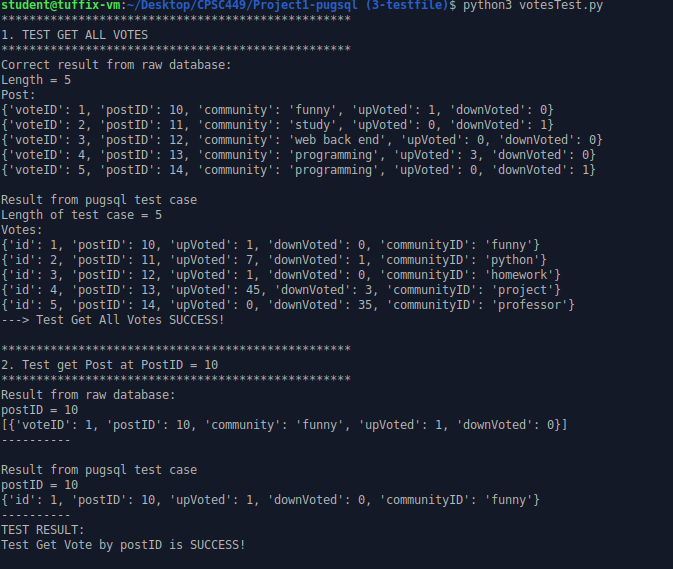 student@tuffix-vm:~/Desktop/CPSC449/Project1-pugsql (3-testfile)$ python3 votesTest.py
**************************************************
1. TEST GET ALL VOTES
**************************************************
Correct result from raw database:
Length = 5
Post:
{'voteID': 1, 'postID': 10, 'community': 'funny', 'upVoted': 1, 'downVoted': 0}
{'voteID': 2, 'postID': 11, 'community': 'study', 'upVoted': 0, 'downVoted': 1}
{'voteID': 3, 'postID': 12, 'community': 'web back end', 'upVoted': 0, 'downVoted': 0}
{'voteID': 4, 'postID': 13, 'community': 'programming', 'upVoted': 3, 'downVoted': 0}
{'voteID': 5, 'postID': 14, 'community': 'programming', 'upVoted': 0, 'downVoted': 1}
Result from pugsql test case
Length of test case = 5
Votes:
{'id': 1, 'postID': 10, 'upVoted': 1, 'downVoted': 0, 'communityID': 'funny'}
{'id': 2, 'postID': 11, 'upVoted': 7, 'downVoted': 1, 'communityID': 'python'}
{'id': 3, 'postID': 12, 'upVoted': 1, 'downVoted': 0, 'communityID': 'homework'}
{'id': 4, 'postID': 13, 'upVoted': 45, 'downVoted': 3, 'communityID': 'project'}
{'id': 5, 'postID': 14, 'upVoted': 0, 'downVoted': 35, 'communityID': 'professor'}
---> Test Get All Votes SUCCESS!
**************************************************
2. Test get Post at PostID = 10
**************************************************
Result from raw database:
postID = 10
[{'voteID': 1, 'postID': 10, 'community': 'funny', 'upVoted': 1, 'downVoted': 0}]
----------
Result from pugsql test case
postID = 10
{'id': 1, 'postID': 10, 'upVoted': 1, 'downVoted': 0, 'communityID': 'funny'}
----------
TEST RESULT:
Test Get Vote by postID is SUCCESS!